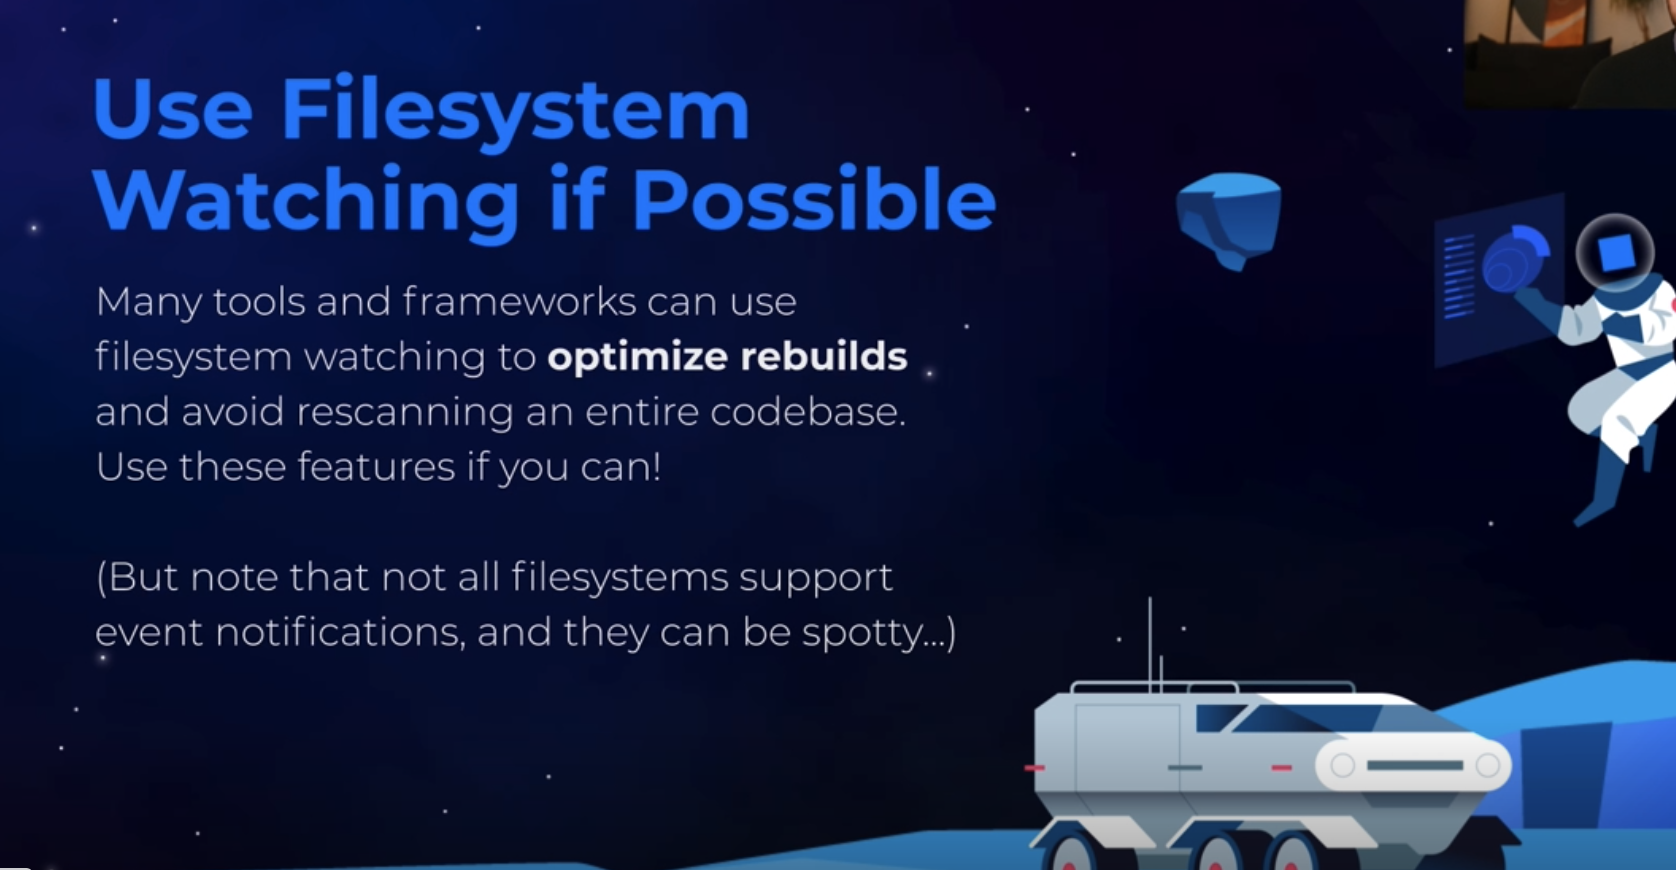 Use Filesystem
Watching if Possible
Many tools and frameworks can use
filesystem watching to optimize rebuilds
and avoid rescanning an entire codebase.
Use these features if you can!
(But note that not all filesystems support
event notifications, and they can be spotty...)